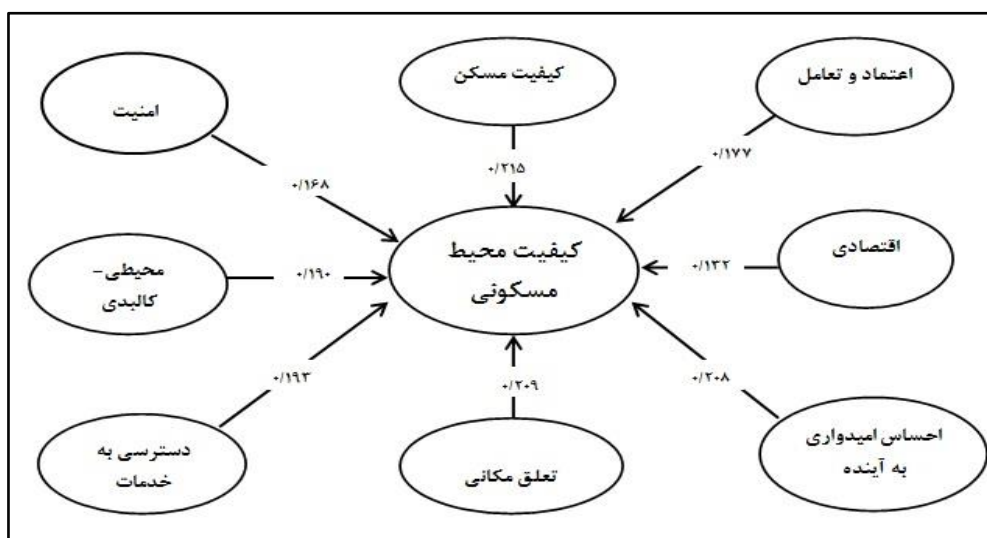 اعتماد و تعامل
کیفیت مسکن
امنیت
۰/۱۷۷
۰/۲۱۵
۰/۱۶۸
اقتصادی
۰/۱۳۲
کیفیت محیط
مسکونی
۰/۱۹۰
محیطی-
کالبدی
۰/۲۰۸
۰/۲۰۹
۰/۱۹۳
احساس امیدواری
به آینده
تعلق مکانی
دسترسی به
خدمات